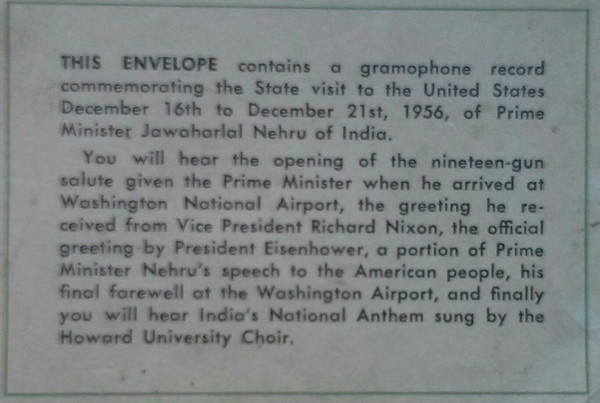 THIS ENVELOPE contains a gramophone record
commemorating the State visit to the United States
December 16th to December 21st, 1956, of Prime
Minister Jawaharlal Nehru of India.
You will hear the opening of the nineteen-gun
salute given the Prime Minister when he arrived at
Washington National Airport, the greeting he re-
ceived from Vice President Richard Nixon, the official
greeting by President Eisenhower, a portion of Prime
Minister Nehru's speech to the American people, his
final farewell at the Washington Airport, and finally
you will hear India's National Anthem sung by the
Howard University Choir.